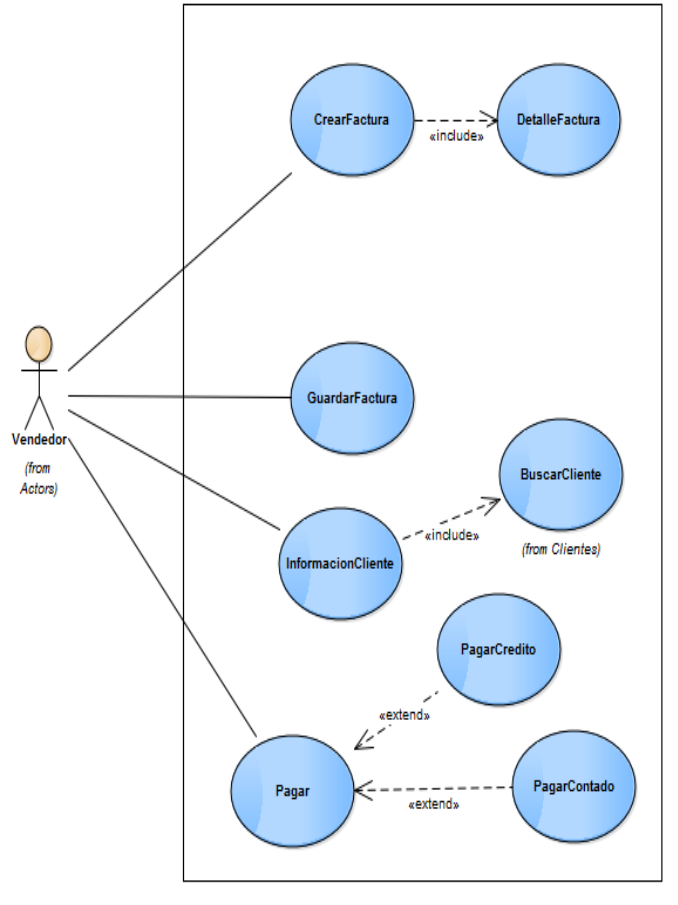 CrearFactura
«include»
DetalleFactura
GuardarFactura
Vendedor
(from
Actors)
BuscarCliente
(from Clientes)
«include»
InformacionCliente
PagarCredito
«extend»
Pagar
«extend»
PagarContado